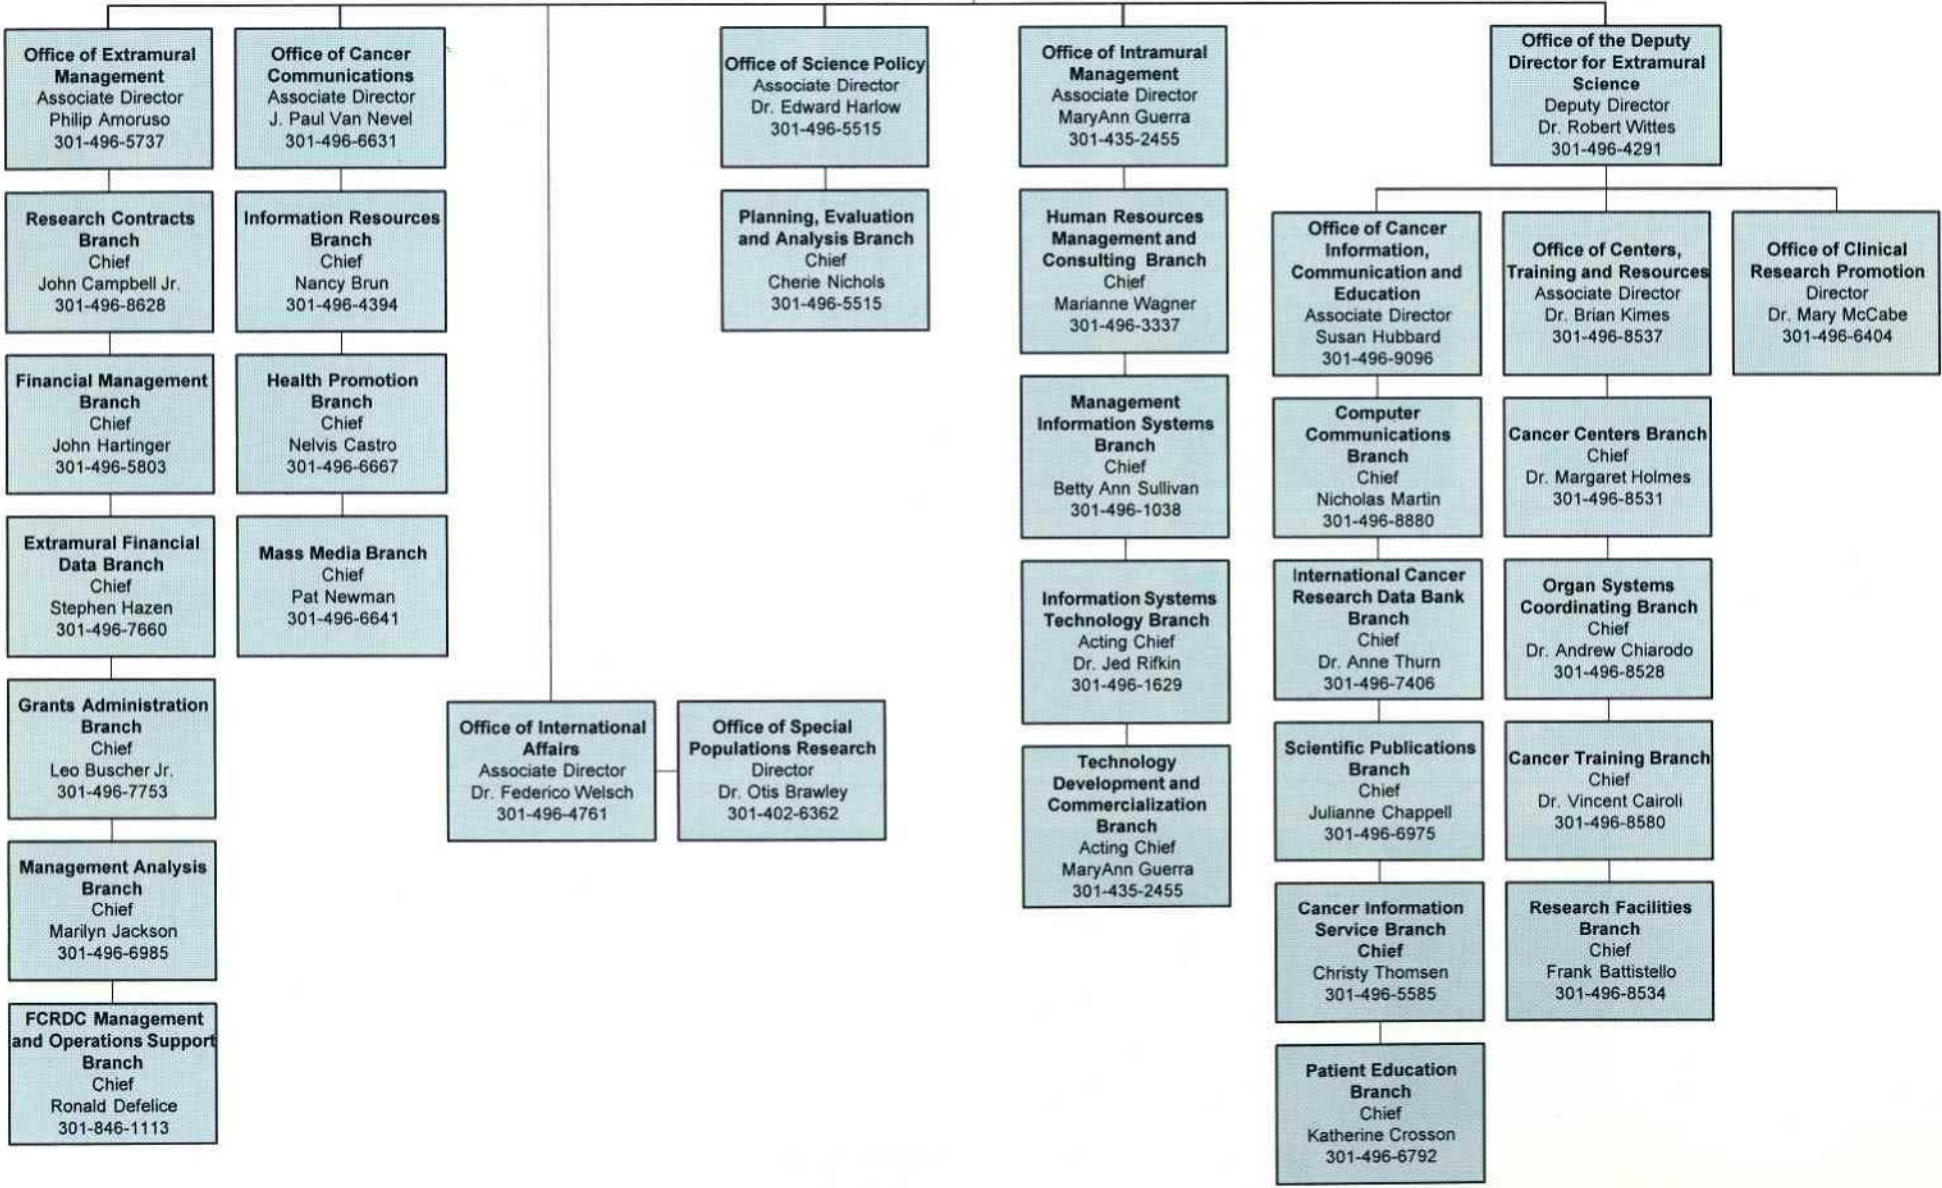 Office of Extramural
Management
Associate Director
Philip Amoruso
301-496-5737
Research Contracts
Branch
Chief
John Campbell Jr.
301-496-8628
Financial Management
Branch
Chief
John Hartinger
301-496-5803
Extramural Financial
Data Branch
Chief
Stephen Hazen
301-496-7660
Grants Administration
Branch
Chief
Leo Buscher Jr.
301-496-7753
Management Analysis
Branch
Chief
Marilyn Jackson
301-496-6985
FCRDC Management
and Operations Support
Branch
Chief
Ronald Defelice
301-846-1113
Office of Cancer
Communications
Associate Director
J. Paul Van Nevel
301-496-6631
Information Resources
Branch
Chief
Nancy Brun
301-496-4394
Health Promotion
Branch
Chief
Nelvis Castro
301-496-6667
Mass Media Branch
Chief
Pat Newman
301-496-6641
Office of International
Affairs
Associate Director
Dr. Federico Welsch
301-496-4761
Office of Special
Populations Research
Director
Dr. Otis Brawley
301-402-6362
Office of Science Policy
Associate Director
Dr. Edward Harlow
301-496-5515
Planning, Evaluation
and Analysis Branch
Chief
Cherie Nichols
301-496-5515
Office of Intramural
Management
Associate Director
MaryAnn Guerra
301-435-2455
Human Resources
Management and
Consulting Branch
Chief
Marianne Wagner
301-496-3337
Management
Information Systems
Branch
Chief
Betty Ann Sullivan
301-496-1038
Information Systems
Technology Branch
Acting Chief
Dr. Jed Rifkin
301-496-1629
Technology
Development and
Commercialization
Branch
Acting Chief
MaryAnn Guerra
301-435-2455
Office of the Deputy
Director for Extramural
Science
Deputy Director
Dr. Robert Wittes
301-496-4291
Office of Cancer
Information,
Communication and
Education
Associate Director
Susan Hubbard
301-496-9096
Computer
Communications
Branch
Chief
Nicholas Martin
301-496-8880
International Cancer
Research Data Bank
Branch
Chief
Dr. Anne Thurn
301-496-7406
Scientific Publications
Branch
Chief
Julianne Chappell
301-496-6975
Cancer Information
Service Branch
Chief
Christy Thomsen
301-496-5585
Patient Education
Branch
Chief
Katherine Crosson
301-496-6792
Office of Centers,
Training and Resources
Associate Director
Dr. Brian Kimes
301-496-8537
Cancer Centers Branch
Chief
Dr. Margaret Holmes
301-496-8531
Organ Systems
Coordinating Branch
Chief
Dr. Andrew Chiarodo
301-496-8528
Cancer Training Branch
Chief
Dr. Vincent Cairoli
301-496-8580
Research Facilities
Branch
Chief
Frank Battistello
301-496-8534
Office of Clinical
Research Promotion
Director
Dr. Mary McCabe
301-496-6404